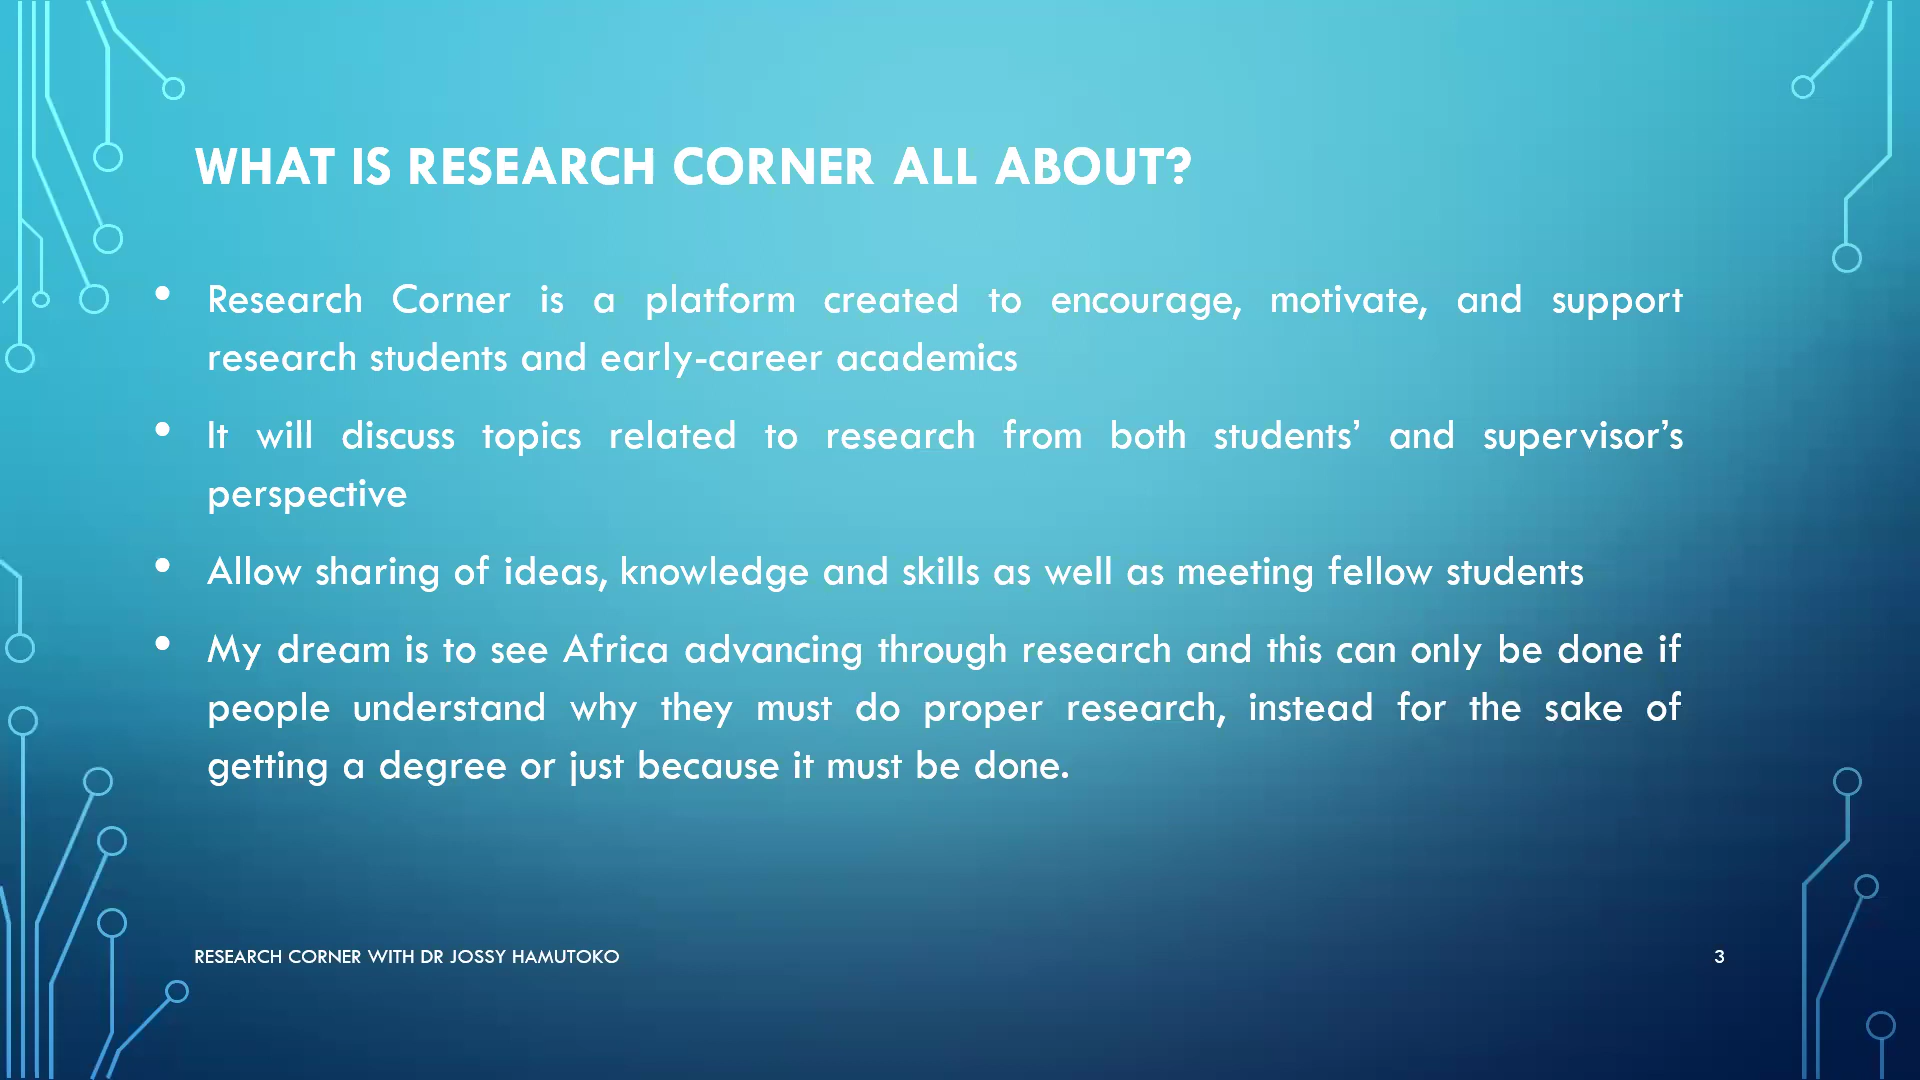 WHAT IS RESEARCH CORNER ALL ABOUT?
• Research Corner is a platform created to encourage, motivate, and support
research students and early-career academics
• It will discuss topics related to research from both students’ and supervisor’s
perspective
• Allow sharing of ideas, knowledge and skills as well as meeting fellow students
• My dream is to see Africa advancing through research and this can only be done if
people understand why they must do proper research, instead for the sake of
getting a degree or just because it must be done.
RESEARCH CORNER WITH DR JOSSY HAMUTOKO
3